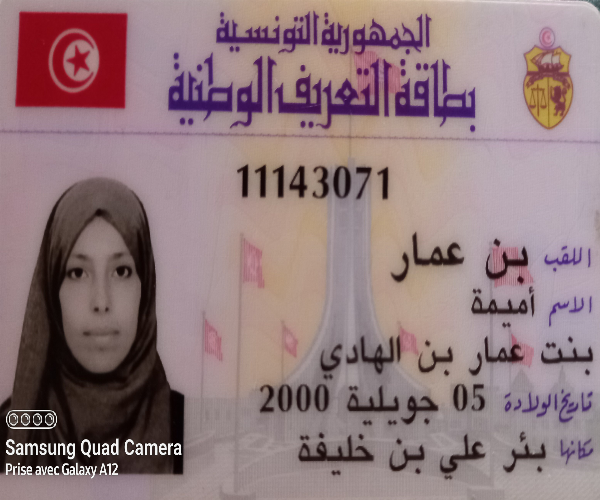 الجمهورية التونسية
بطاقة التعريف الوطنية
11143071
اللقب بن عمار
الاسم أميمة
بنت عمار بن الهادي
تاريخ الولادة 05 جويلية 2000
مكانها بئر علي بن خليفة
Samsung Quad Camera
Prise avec Galaxy A12